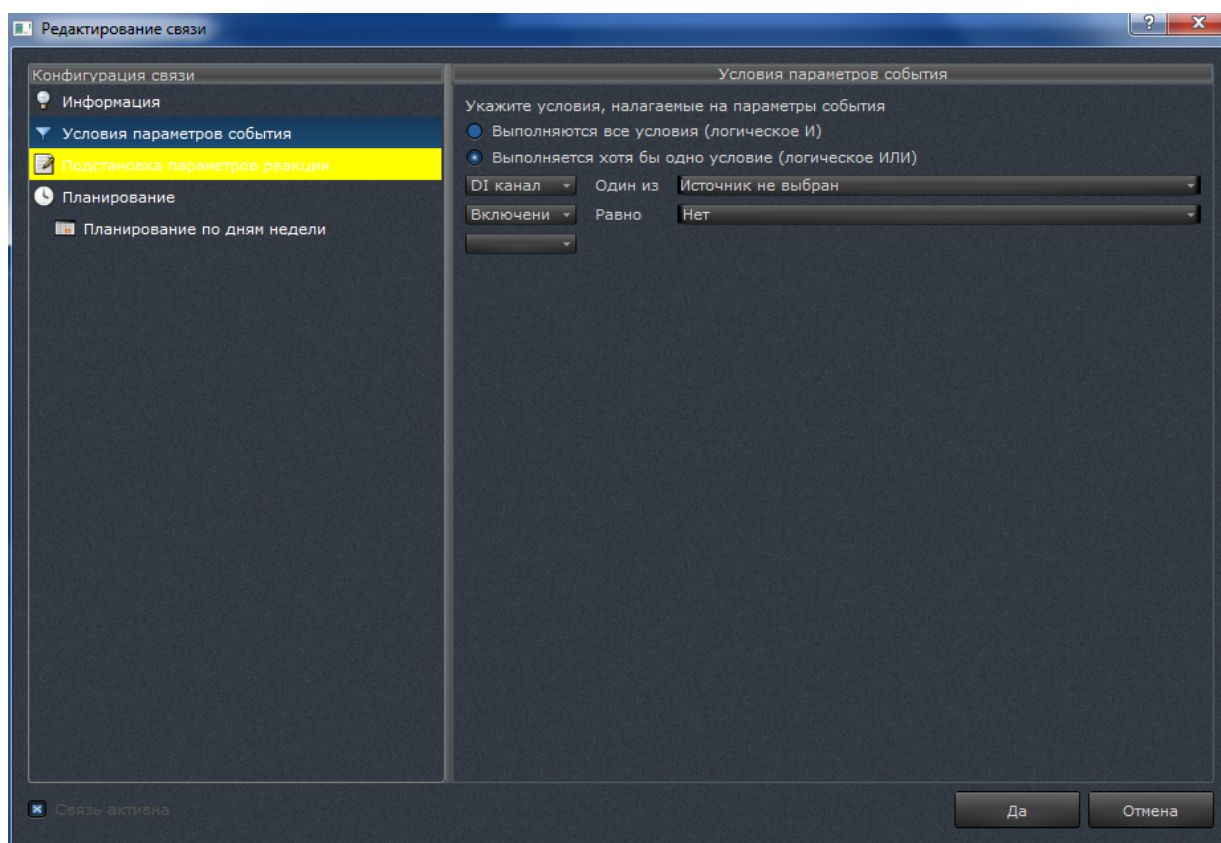 Редактирование связи
?
X
Конфигурация связи
Информация
Условия параметров события
Подстановка параметров реакции
Планирование
Планирование по дням недели
Условия параметров события
Укажите условия, налагаемые на параметры события
Выполняются все условия (логическое И)
Выполняется хотя бы одно условие (логическое ИЛИ)
DI канал Один из Источник не выбран
Включени Равно Нет
Связь активна
Да
Отмена